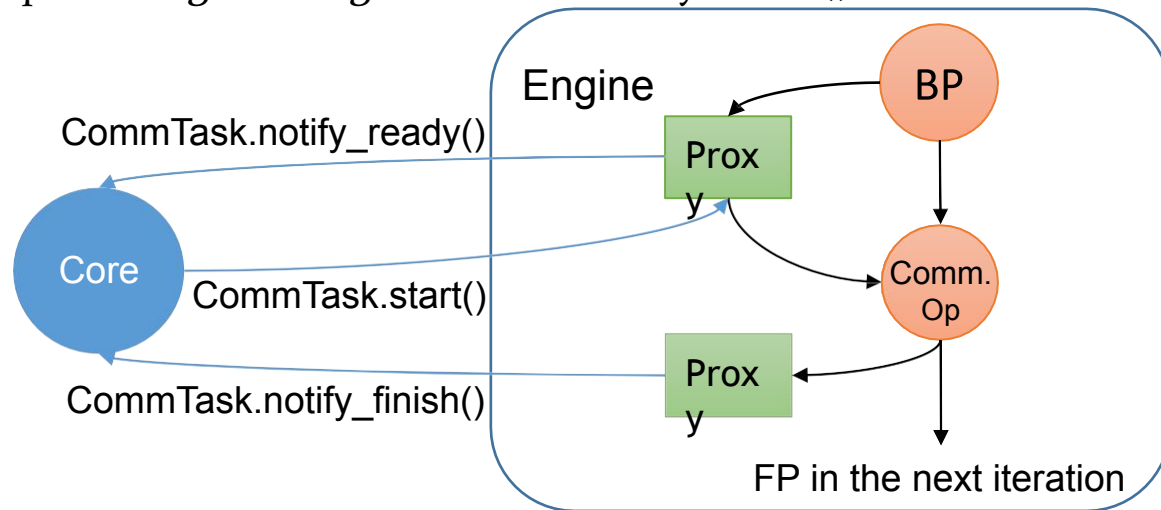 Engine
BP
CommTask.notify_ready()
Prox
y
Core
Comm.
Op
CommTask.start()
Prox
y
CommTask.notify_finish()
FP in the next iteration